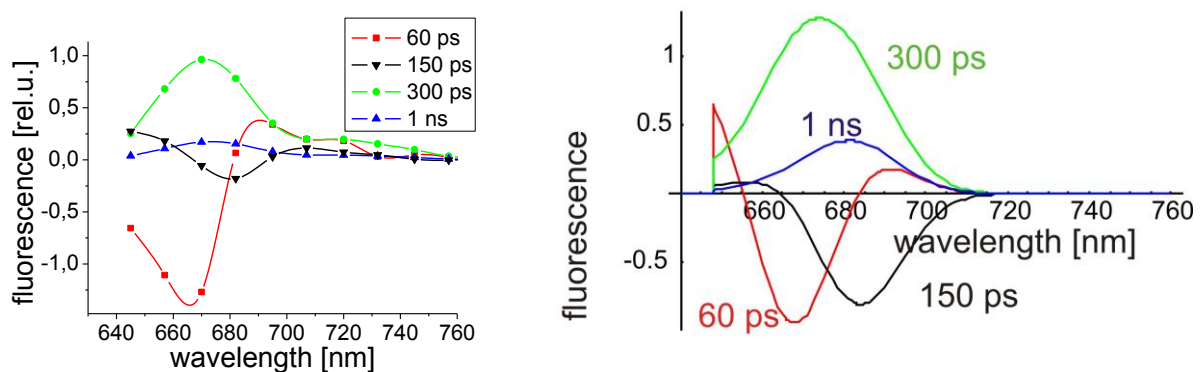 fluorescence [rel.u.]
1,0
0,5
0,0
-0,5
-1,0
60 ps
150 ps
300 ps
1 ns
640 660 680 700 720 740 760
wavelength [nm]
fluorescence
1
0.5
-0.5
300 ps
1 ns
660 680 700 720 740 760
wavelength [nm]
150 ps
60 ps